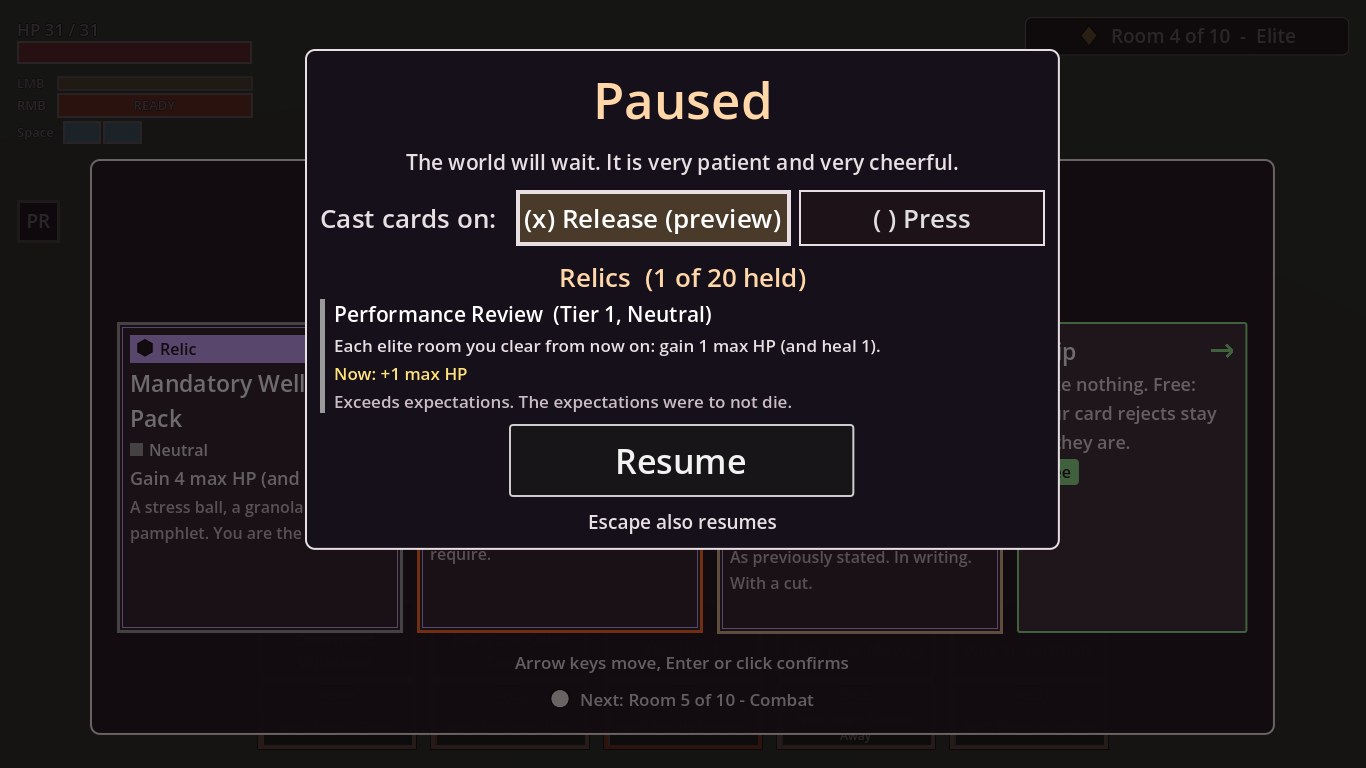 HP 31 / 31
Room 4 of 10 - Elite
LMB
RMB READY
Space
PR
Paused
The world will wait. It is very patient and very cheerful.
Cast cards on: (x) Release (preview) ( ) Press
Relics (1 of 20 held)
Performance Review (Tier 1, Neutral)
Each elite room you clear from now on: gain 1 max HP (and heal 1).
Now: +1 max HP
Exceeds expectations. The expectations were to not die.
Resume
Escape also resumes
Relic
Mandatory Well
Pack
Neutral
Gain 4 max HP (and
A stress ball, a granola
pamphlet. You are the
require.
As previously stated. In writing.
With a cut.
ip
e nothing. Free:
r card rejects stay
they are.
e
Arrow keys move, Enter or click confirms
Next: Room 5 of 10 - Combat
Away